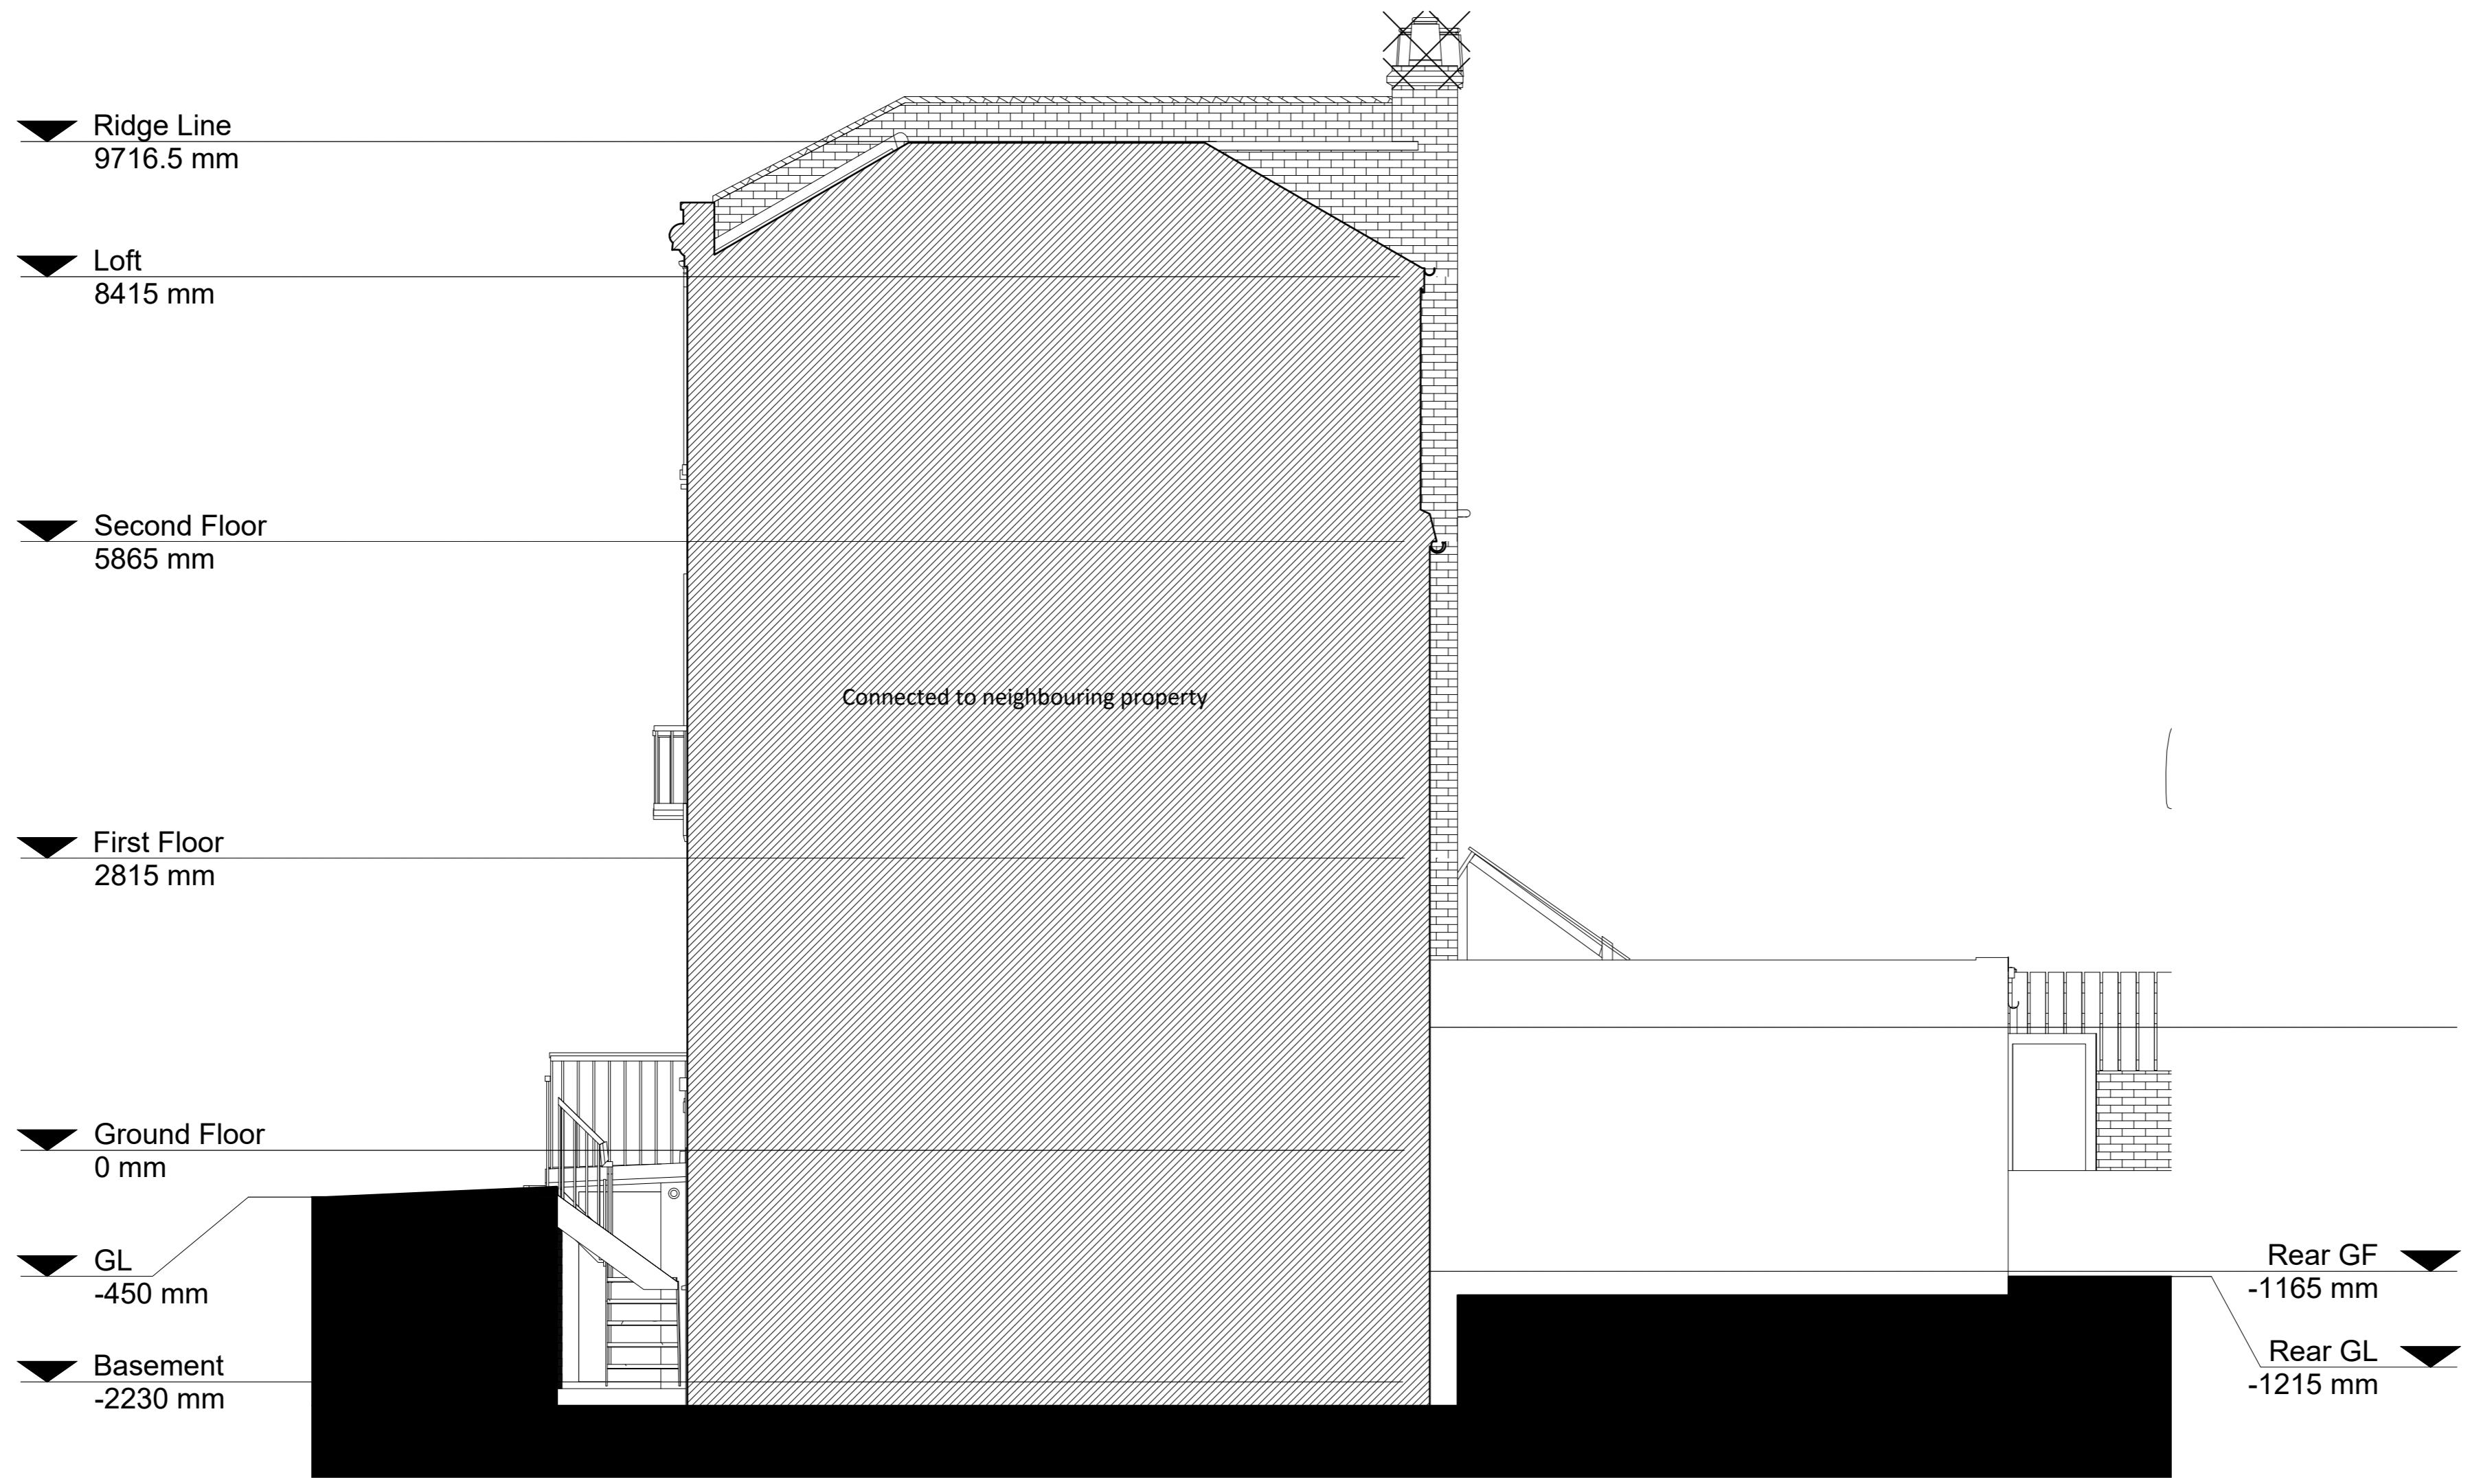 Ridge Line
9716.5 mm
Loft
8415 mm
Second Floor
5865 mm
Connected to neighbouring property
First Floor
2815 mm
Ground Floor
0 mm
GL
-450 mm
Basement
-2230 mm
Rear GF
-1165 mm
Rear GL
-1215 mm